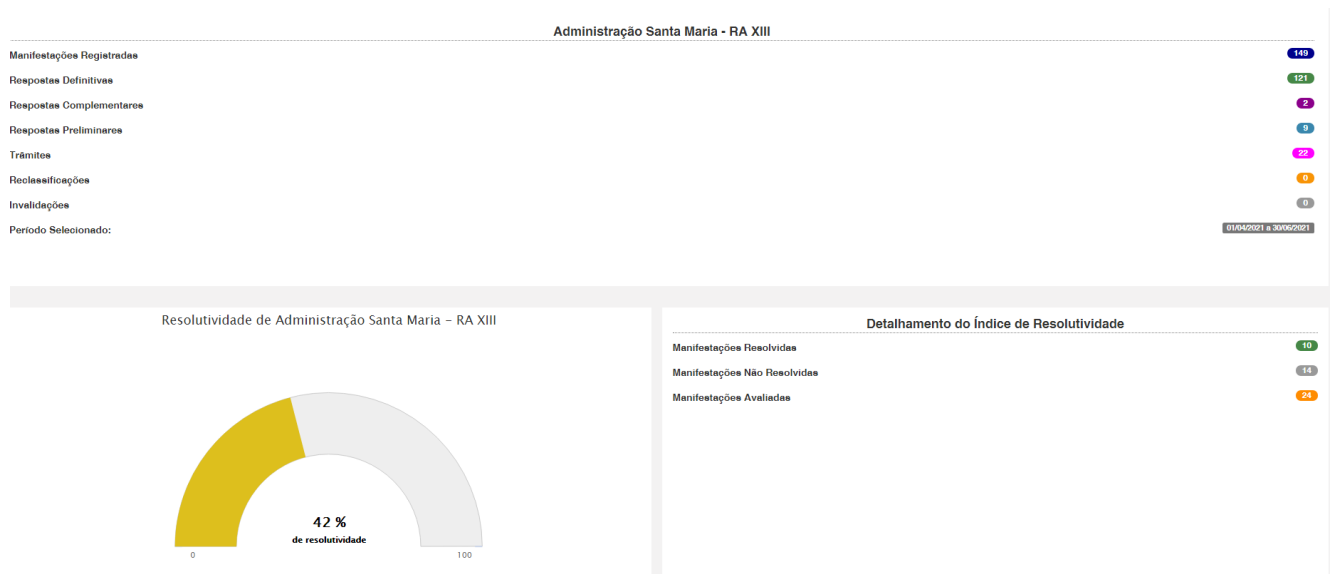 Administração Santa Maria - RA XIII
Manifestações Registradas 149
Respostas Definitivas 121
Respostas Complementares 2
Respostas Preliminares 9
Trâmites 22
Reclassificações 0
Invalidações 0
Período Selecionado: 01/04/2021 a 30/06/2021
Resolutividade de Administração Santa Maria - RA XIII
42 %
de resolutividade
0 100
Detalhamento do Índice de Resolutividade
Manifestações Resolvidas 10
Manifestações Não Resolvidas 14
Manifestações Avaliadas 24